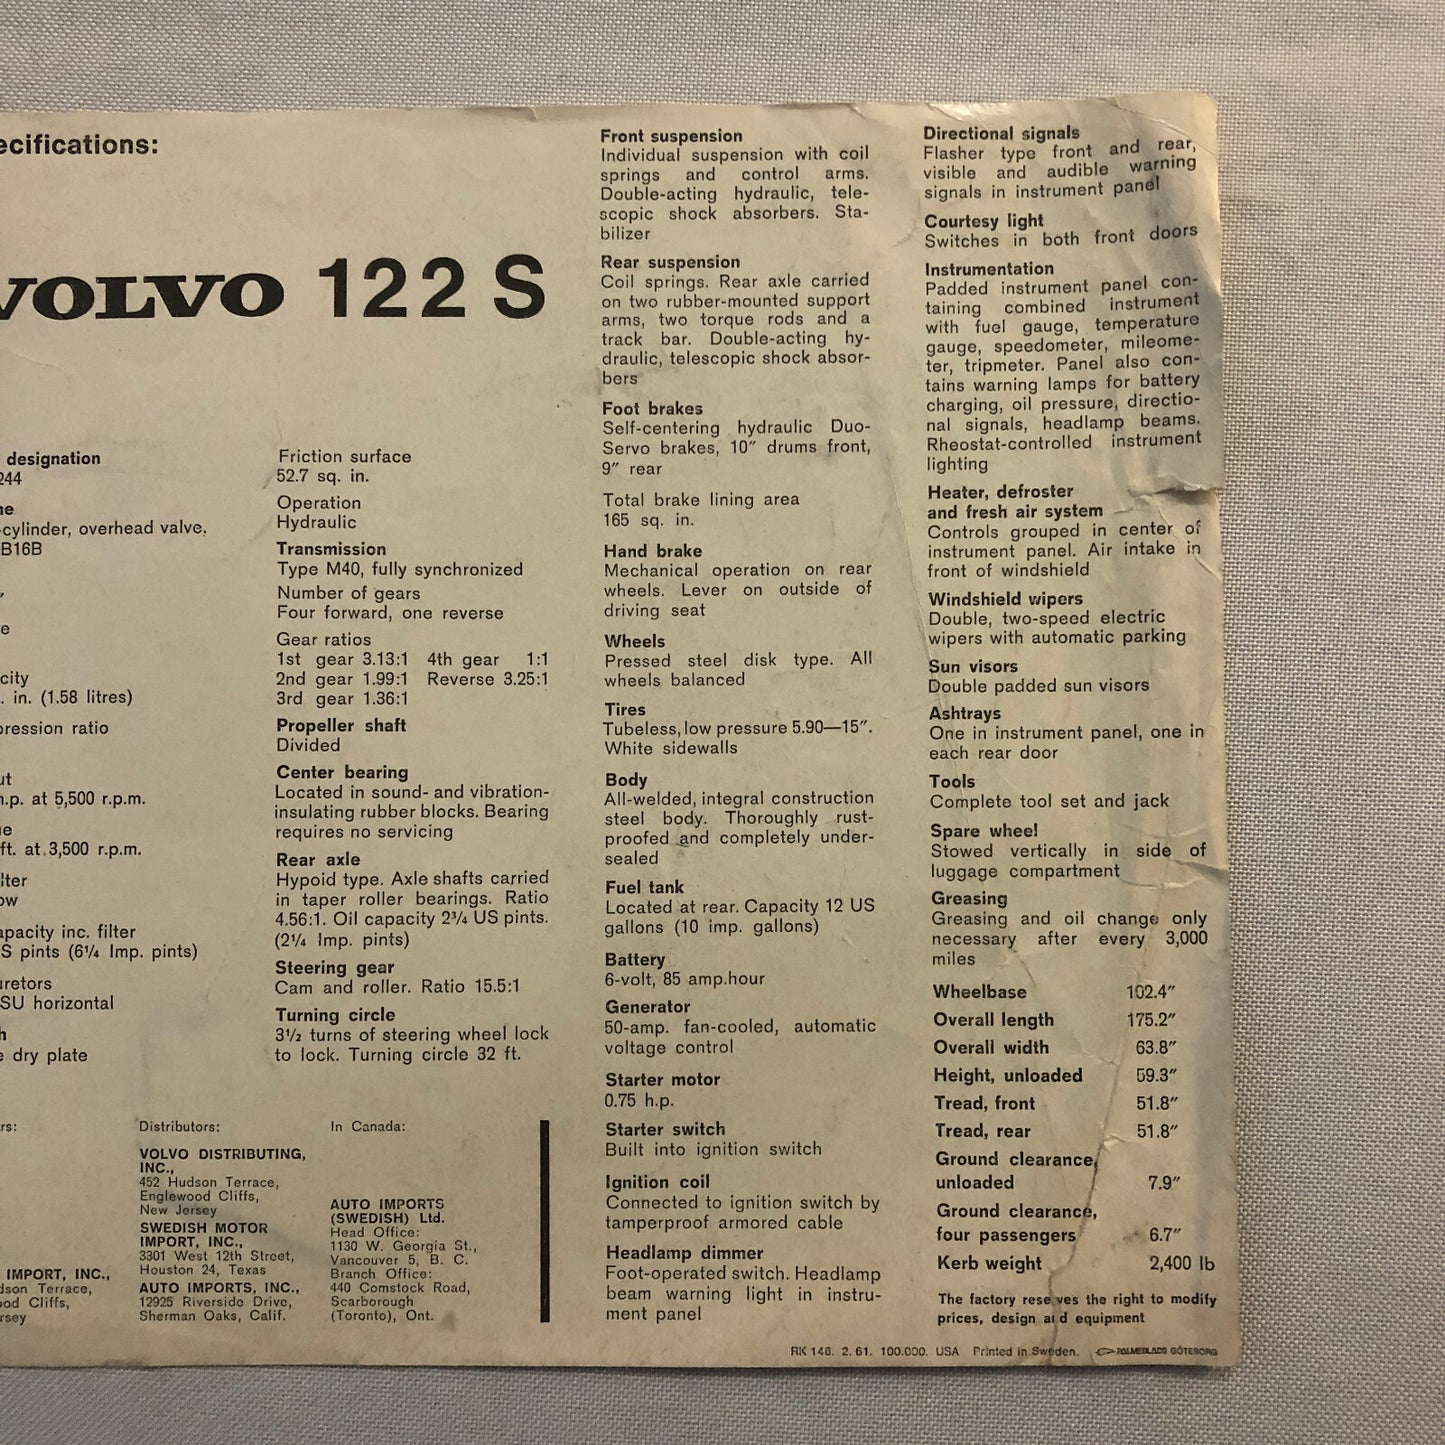 ecifications:
VOLVO 122 S
designation
244
ne
-cylinder, overhead valve.
B16B
e
city
. in. (1.58 litres)
pression ratio
ut
h.p. at 5,500 r.p.m.
ue
ft. at 3,500 r.p.m.
ilter
ow
apacity inc. filter
S pints (6¼ Imp. pints)
uretors
SU horizontal
h
e dry plate
Friction surface
52.7 sq. in.
Operation
Hydraulic
Transmission
Type M40, fully synchronized
Number of gears
Four forward, one reverse
Gear ratios
1st gear 3.13:1 4th gear 1:1
2nd gear 1.99:1 Reverse 3.25:1
3rd gear 1.36:1
Propeller shaft
Divided
Center bearing
Located in sound- and vibration-
insulating rubber blocks. Bearing
requires no servicing
Rear axle
Hypoid type. Axle shafts carried
in taper roller bearings. Ratio
4.56:1. Oil capacity 2¾ US pints.
(2¼ Imp. pints)
Steering gear
Cam and roller. Ratio 15.5:1
Turning circle
3½ turns of steering wheel lock
to lock. Turning circle 32 ft.
rs:
IMPORT, INC.,
dson Terrace,
ood Cliffs,
ersey
Distributors:
VOLVO DISTRIBUTING,
INC.,
452 Hudson Terrace,
Englewood Cliffs,
New Jersey
SWEDISH MOTOR
IMPORT, INC.,
3301 West 12th Street,
Houston 24, Texas
AUTO IMPORTS, INC.,
12925 Riverside Drive,
Sherman Oaks, Calif.
In Canada:
AUTO IMPORTS
(SWEDISH) Ltd.
Head Office:
1130 W. Georgia St.,
Vancouver 5, B. C.
Branch Office:
440 Comstock Road,
Scarborough
(Toronto), Ont.
Front suspension
Individual suspension with coil
springs and control arms.
Double-acting hydraulic, tele-
scopic shock absorbers. Sta-
bilizer
Rear suspension
Coil springs. Rear axle carried
on two rubber-mounted support
arms, two torque rods and a
track bar. Double-acting hy-
draulic, telescopic shock absor-
bers
Foot brakes
Self-centering hydraulic Duo-
Servo brakes, 10″ drums front,
9″ rear
Total brake lining area
165 sq. in.
Hand brake
Mechanical operation on rear
wheels. Lever on outside of
driving seat
Wheels
Pressed steel disk type. All
wheels balanced
Tires
Tubeless, low pressure 5.90—15″.
White sidewalls
Body
All-welded, integral construction
steel body. Thoroughly rust-
proofed and completely under-
sealed
Fuel tank
Located at rear. Capacity 12 US
gallons (10 imp. gallons)
Battery
6-volt, 85 amp.hour
Generator
50-amp. fan-cooled, automatic
voltage control
Starter motor
0.75 h.p.
Starter switch
Built into ignition switch
Ignition coil
Connected to ignition switch by
tamperproof armored cable
Headlamp dimmer
Foot-operated switch. Headlamp
beam warning light in instru-
ment panel
Directional signals
Flasher type front and rear,
visible and audible warning
signals in instrument panel
Courtesy light
Switches in both front doors
Instrumentation
Padded instrument panel con-
taining combined instrument
with fuel gauge, temperature
gauge, speedometer, mileome-
ter, tripmeter. Panel also con-
tains warning lamps for battery
charging, oil pressure, directio-
nal signals, headlamp beams.
Rheostat-controlled instrument
lighting
Heater, defroster
and fresh air system
Controls grouped in center of
instrument panel. Air intake in
front of windshield
Windshield wipers
Double, two-speed electric
wipers with automatic parking
Sun visors
Double padded sun visors
Ashtrays
One in instrument panel, one in
each rear door
Tools
Complete tool set and jack
Spare wheel
Stowed vertically in side of
luggage compartment
Greasing
Greasing and oil change only
necessary after every 3,000
miles
Wheelbase 102.4″
Overall length 175.2″
Overall width 63.8″
Height, unloaded 59.3″
Tread, front 51.8″
Tread, rear 51.8″
Ground clearance,
unloaded 7.9″
Ground clearance,
four passengers 6.7″
Kerb weight 2,400 lb
The factory reserves the right to modify
prices, design and equipment
RK 148. 2. 61. 100.000. USA Printed in Sweden. PALMEBLADS GÖTEBORG